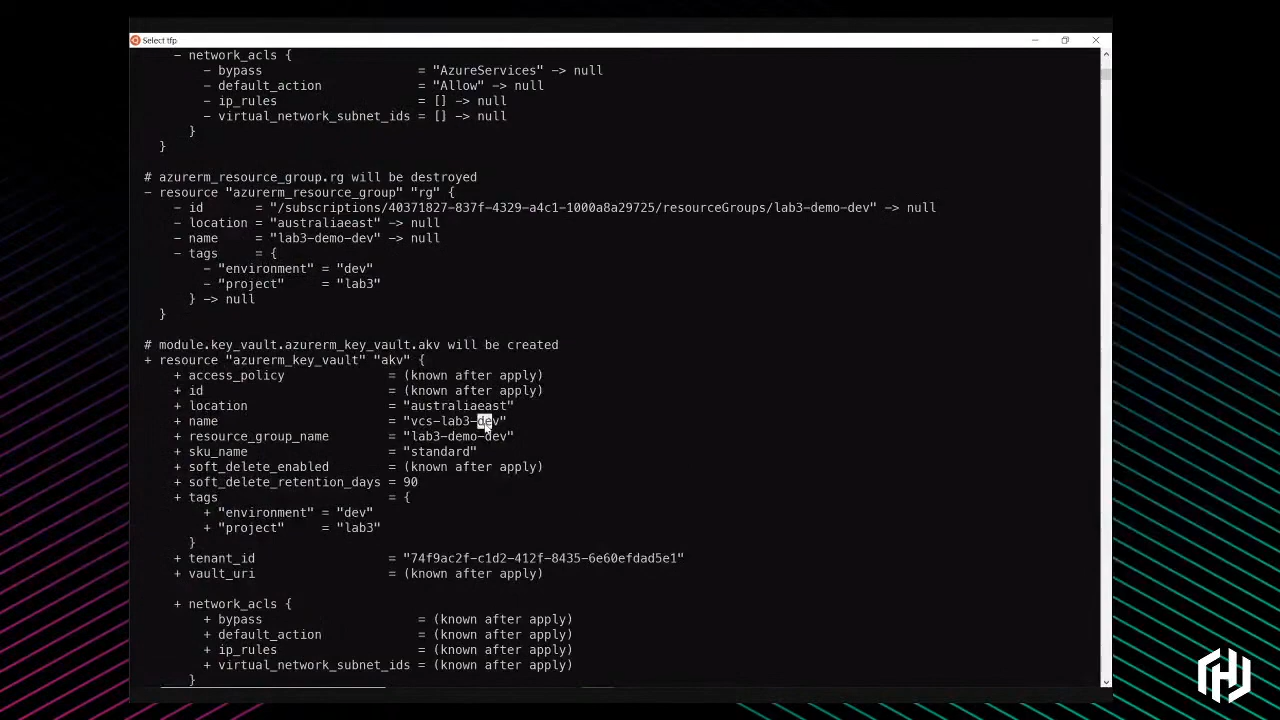 Select tfp
- network_acls {
- bypass = "AzureServices" -> null
- default_action = "Allow" -> null
- ip_rules = [] -> null
- virtual_network_subnet_ids = [] -> null
}
}
# azurerm_resource_group.rg will be destroyed
- resource "azurerm_resource_group" "rg" {
- id = "/subscriptions/40371827-837f-4329-a4c1-1000a8a29725/resourceGroups/lab3-demo-dev" -> null
- location = "australiaeast" -> null
- name = "lab3-demo-dev" -> null
- tags = {
- "environment" = "dev"
- "project" = "lab3"
} -> null
}
# module.key_vault.azurerm_key_vault.akv will be created
+ resource "azurerm_key_vault" "akv" {
+ access_policy = (known after apply)
+ id = (known after apply)
+ location = "australiaeast"
+ name = "vcs-lab3-dev"
+ resource_group_name = "lab3-demo-dev"
+ sku_name = "standard"
+ soft_delete_enabled = (known after apply)
+ soft_delete_retention_days = 90
+ tags = {
+ "environment" = "dev"
+ "project" = "lab3"
}
+ tenant_id = "74f9ac2f-c1d2-412f-8435-6e60efdad5e1"
+ vault_uri = (known after apply)
+ network_acls {
+ bypass = (known after apply)
+ default_action = (known after apply)
+ ip_rules = (known after apply)
+ virtual_network_subnet_ids = (known after apply)
}